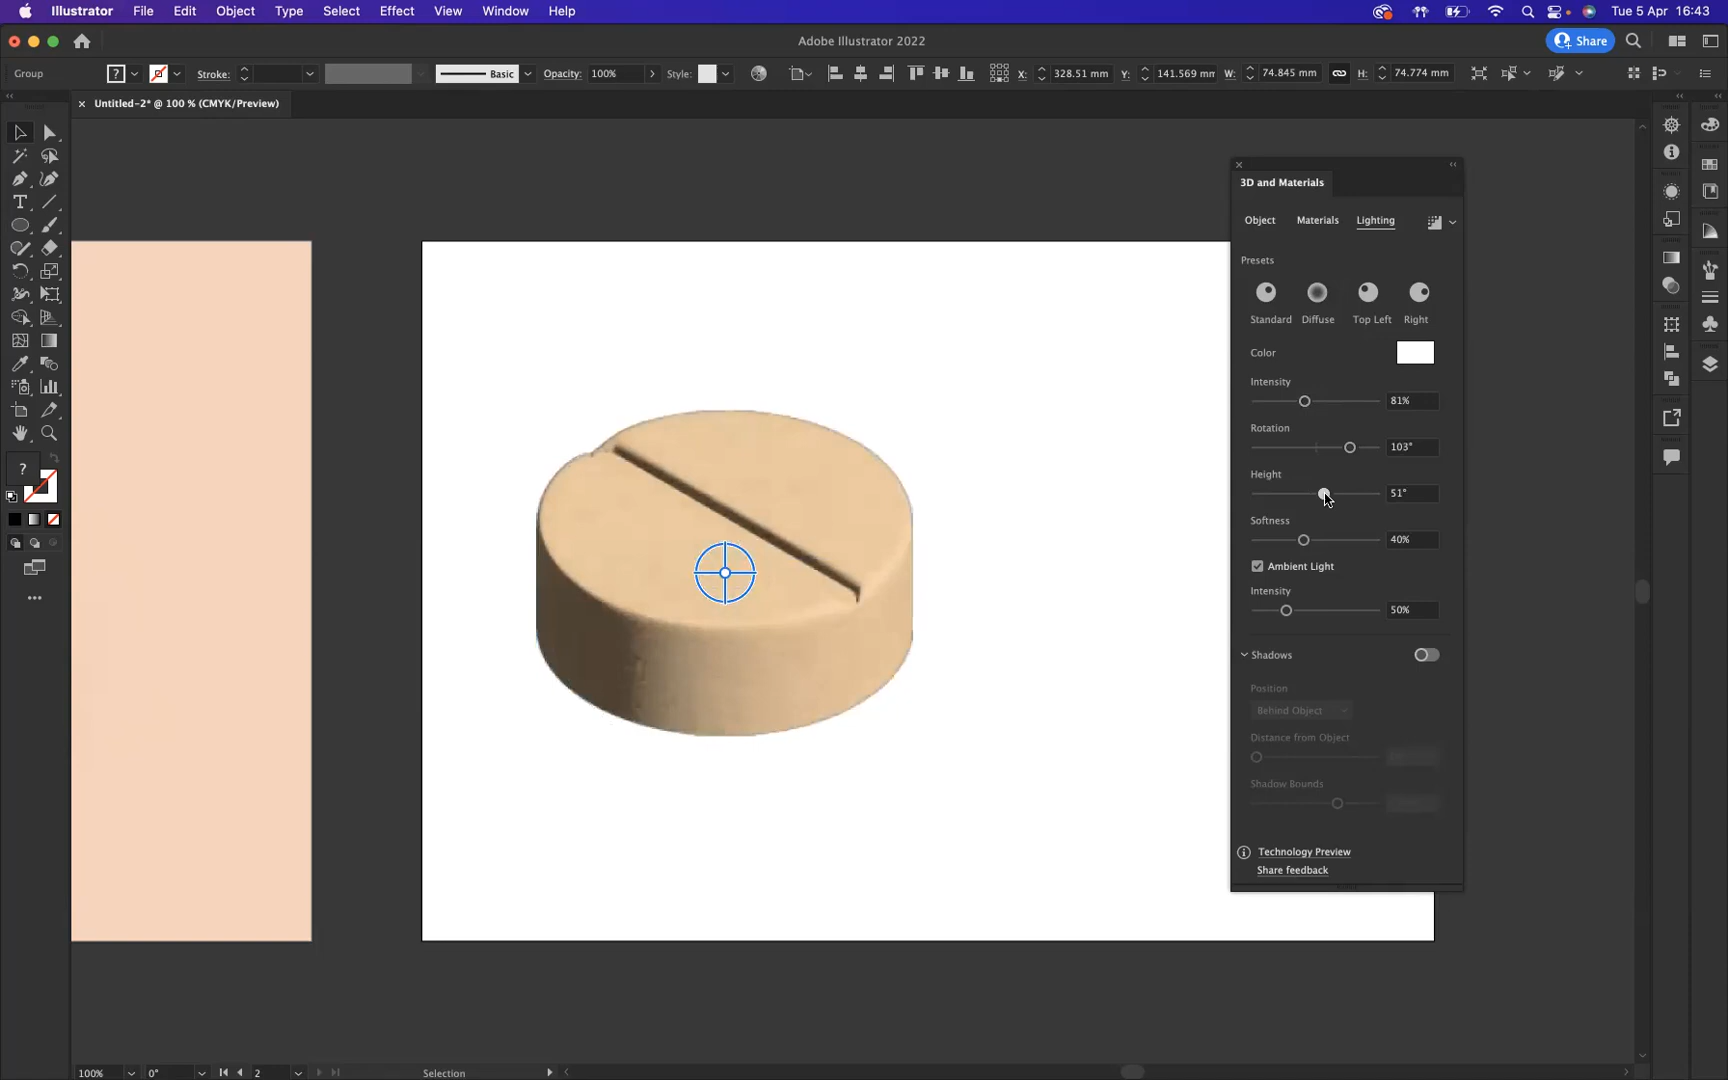 Illustrator File Edit Object Type Select Effect View Window Help Tue 5 Apr 16:43
Adobe Illustrator 2022 Share
Group ? Stroke: Basic Opacity: 100% Style: X: 328.51 mm Y: 141.569 mm W: 74.845 mm H: 74.774 mm
Untitled-2* @ 100 % (CMYK/Preview)
3D and Materials
Object Materials Lighting
Presets
Standard Diffuse Top Left Right
Color
Intensity
81%
Rotation
103°
Height
51°
Softness
40%
Ambient Light
Intensity
50%
Shadows
Position
Behind Object
Distance from Object
Shadow Bounds
Technology Preview
Share feedback
?
100% 0° 2 Selection